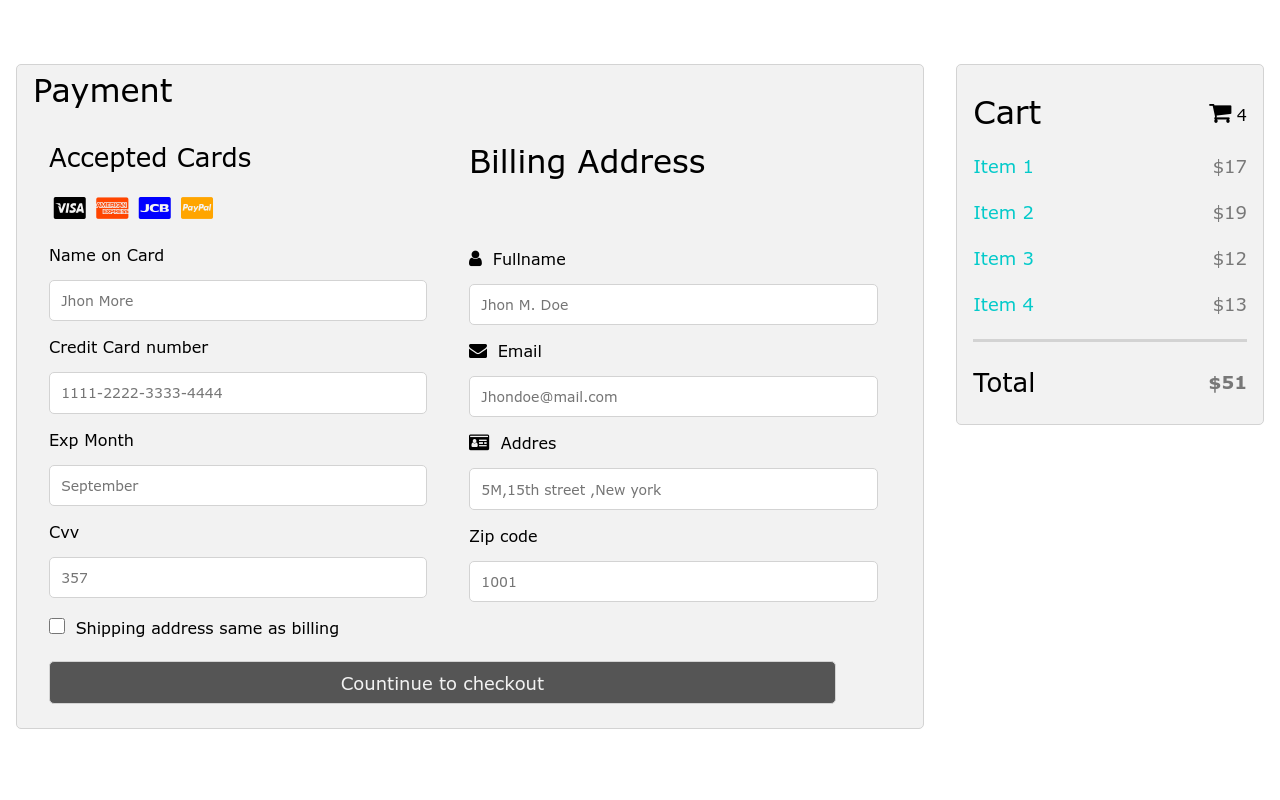 Payment
Accepted Cards
VISA AMERICAN EXPRESS JCB PayPal
Name on Card
Jhon More
Credit Card number
1111-2222-3333-4444
Exp Month
September
Cvv
357
Shipping address same as billing
Billing Address
Fullname
Jhon M. Doe
Email
Jhondoe@mail.com
Addres
5M,15th street ,New york
Zip code
1001
Countinue to checkout
Cart 4
Item 1 $17
Item 2 $19
Item 3 $12
Item 4 $13
Total $51